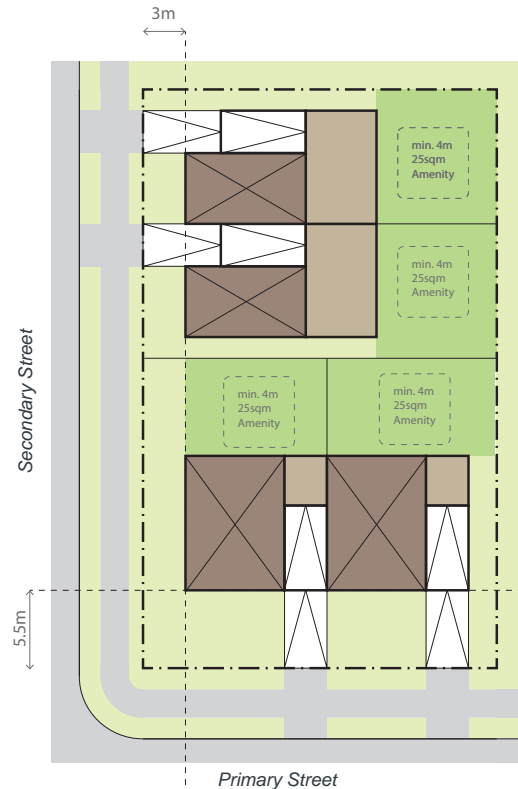 3m
min. 4m
25sqm
Amenity
min. 4m
25sqm
Amenity
min. 4m
25sqm
Amenity
min. 4m
25sqm
Amenity
Secondary Street
5.5m
Primary Street